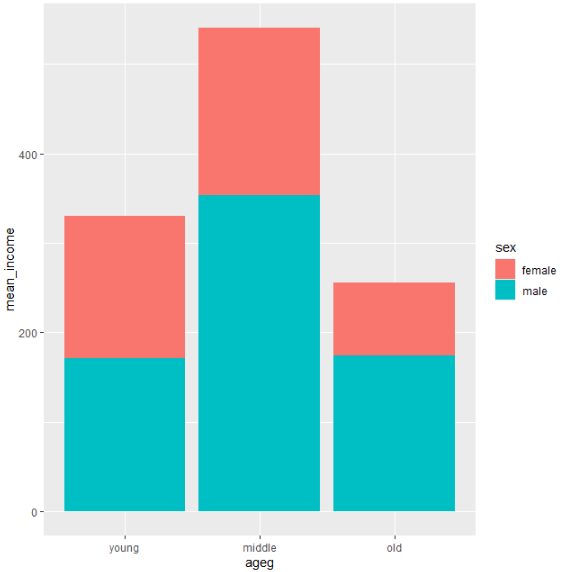 mean_income
400
200
0
young
middle
old
ageg
sex
female
male